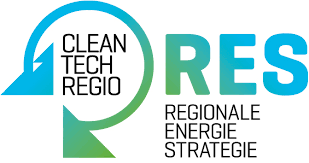 CLEAN
TECH
REGIO
RES
REGIONALE
ENERGIE
STRATEGIE